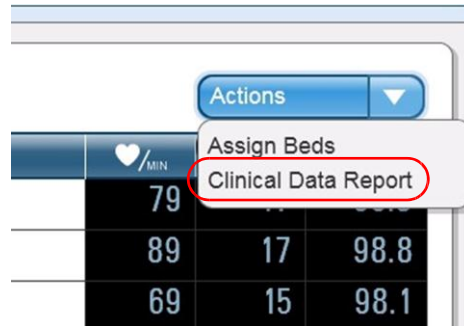 Actions
Assign Beds
Clinical Data Report
/MIN
79
89 17 98.8
69 15 98.1